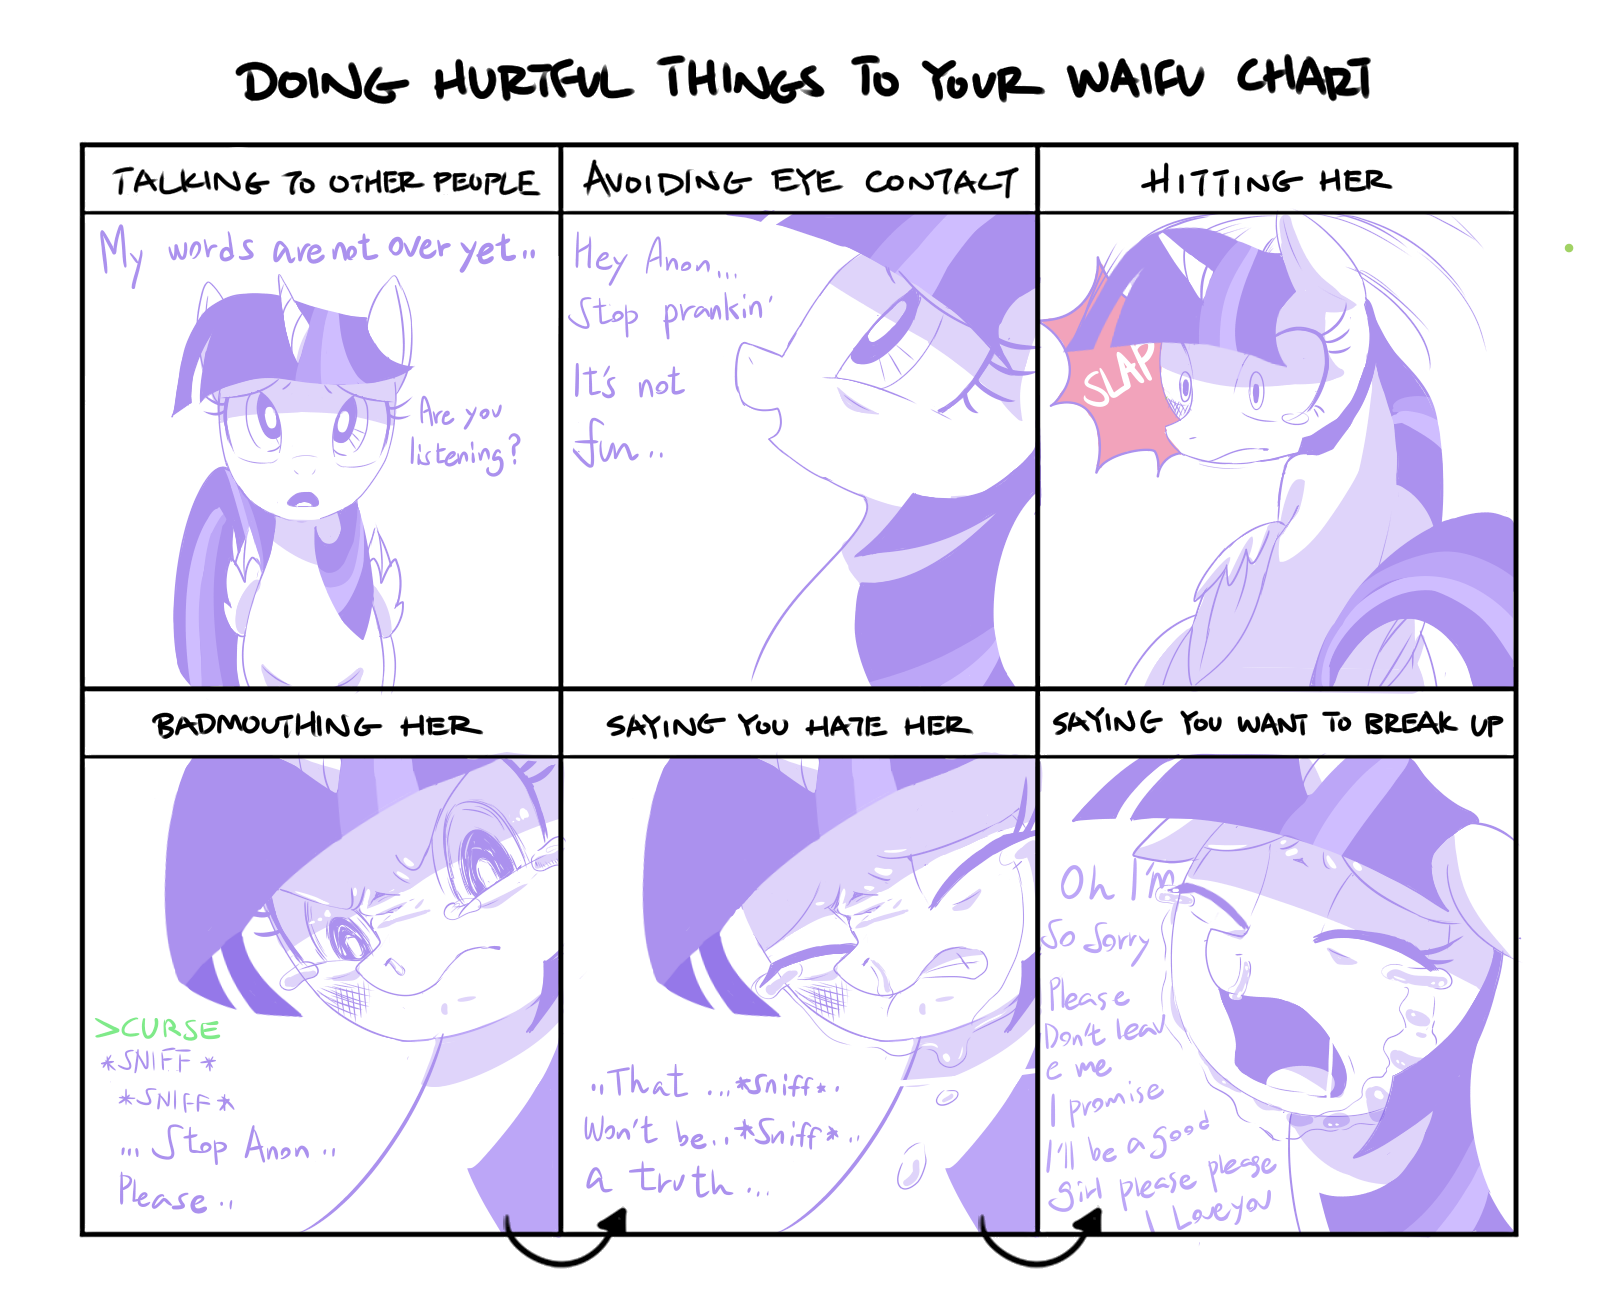 DOING HURTFUL THINGS TO YOUR WAIFU CHART
TALKING TO OTHER PEOPLE
My words are not over yet..
Are you
listening?
AVOIDING EYE CONTACT
Hey Anon...
Stop prankin'
It's not
fun..
HITTING HER
SLAP
BADMOUTHING HER
>CURSE
*SNIFF*
*SNIFF*
... Stop Anon ..
Please..
SAYING YOU HATE HER
..That ...*Sniff*..
Won't be..*Sniff*..
a truth...
SAYING YOU WANT TO BREAK UP
Oh I'm
So Sorry
Please
Don't leav
e me
I promise
I'll be a good
girl please please
I Love you